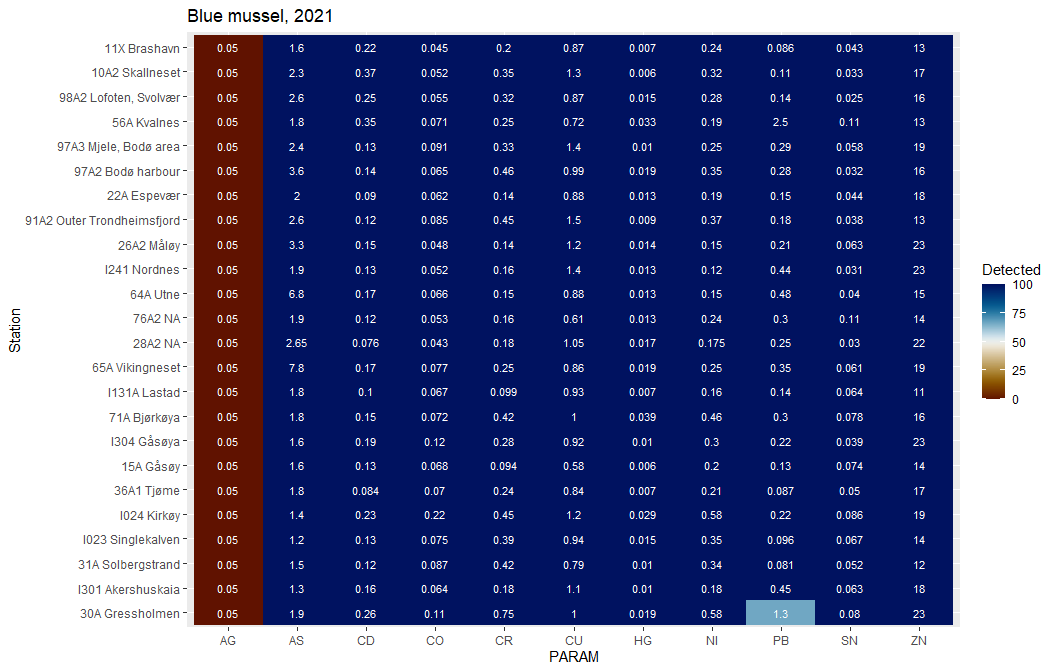 Blue mussel, 2021
11X Brashavn 0.05 1.6 0.22 0.045 0.2 0.87 0.007 0.24 0.086 0.043 13
10A2 Skallneset 0.05 2.3 0.37 0.052 0.35 1.3 0.006 0.32 0.11 0.033 17
98A2 Lofoten, Svolvær 0.05 2.6 0.25 0.055 0.32 0.87 0.015 0.28 0.14 0.025 16
56A Kvalnes 0.05 1.8 0.35 0.071 0.25 0.72 0.033 0.19 2.5 0.11 13
97A3 Mjele, Bodø area 0.05 2.4 0.13 0.091 0.33 1.4 0.01 0.25 0.29 0.058 19
97A2 Bodø harbour 0.05 3.6 0.14 0.065 0.46 0.99 0.019 0.35 0.28 0.032 16
22A Espevær 0.05 2 0.09 0.062 0.14 0.88 0.013 0.19 0.15 0.044 18
91A2 Outer Trondheimsfjord 0.05 2.6 0.12 0.085 0.45 1.5 0.009 0.37 0.18 0.038 13
26A2 Måløy 0.05 3.3 0.15 0.048 0.14 1.2 0.014 0.15 0.21 0.063 23
I241 Nordnes 0.05 1.9 0.13 0.052 0.16 1.4 0.013 0.12 0.44 0.031 23
64A Utne 0.05 6.8 0.17 0.066 0.15 0.88 0.013 0.15 0.48 0.04 15
76A2 NA 0.05 1.9 0.12 0.053 0.16 0.61 0.013 0.24 0.3 0.11 14
28A2 NA 0.05 2.65 0.076 0.043 0.18 1.05 0.017 0.175 0.25 0.03 22
65A Vikingneset 0.05 7.8 0.17 0.077 0.25 0.86 0.019 0.25 0.35 0.061 19
I131A Lastad 0.05 1.8 0.1 0.067 0.099 0.93 0.007 0.16 0.14 0.064 11
71A Bjørkøya 0.05 1.8 0.15 0.072 0.42 1 0.039 0.46 0.3 0.078 16
I304 Gåsøya 0.05 1.6 0.19 0.12 0.28 0.92 0.01 0.3 0.22 0.039 23
15A Gåsøy 0.05 1.6 0.13 0.068 0.094 0.58 0.006 0.2 0.13 0.074 14
36A1 Tjøme 0.05 1.8 0.084 0.07 0.24 0.84 0.007 0.21 0.087 0.05 17
I024 Kirkøy 0.05 1.4 0.23 0.22 0.45 1.2 0.029 0.58 0.22 0.086 19
I023 Singlekalven 0.05 1.2 0.13 0.075 0.39 0.94 0.015 0.35 0.096 0.067 14
31A Solbergstrand 0.05 1.5 0.12 0.087 0.42 0.79 0.01 0.34 0.081 0.052 12
I301 Akershuskaia 0.05 1.3 0.16 0.064 0.18 1.1 0.01 0.18 0.45 0.063 18
30A Gressholmen 0.05 1.9 0.26 0.11 0.75 1 0.019 0.58 1.3 0.08 23
AG AS CD CO CR CU HG NI PB SN ZN
PARAM
Station
Detected
100
75
50
25
0